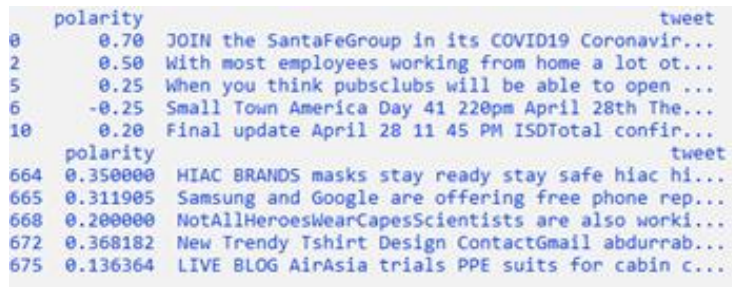 polarity tweet
0 0.70 JOIN the SantaFeGroup in its COVID19 Coronavir...
2 0.50 With most employees working from home a lot ot...
5 0.25 When you think pubsclubs will be able to open ...
6 -0.25 Small Town America Day 41 220pm April 28th The...
10 0.20 Final update April 28 11 45 PM ISDTotal confir...
polarity tweet
664 0.350000 HIAC BRANDS masks stay ready stay safe hiac hi...
665 0.311905 Samsung and Google are offering free phone rep...
668 0.200000 NotAllHeroesWearCapesScientists are also worki...
672 0.368182 New Trendy Tshirt Design ContactGmail abdurrab...
675 0.136364 LIVE BLOG AirAsia trials PPE suits for cabin c...